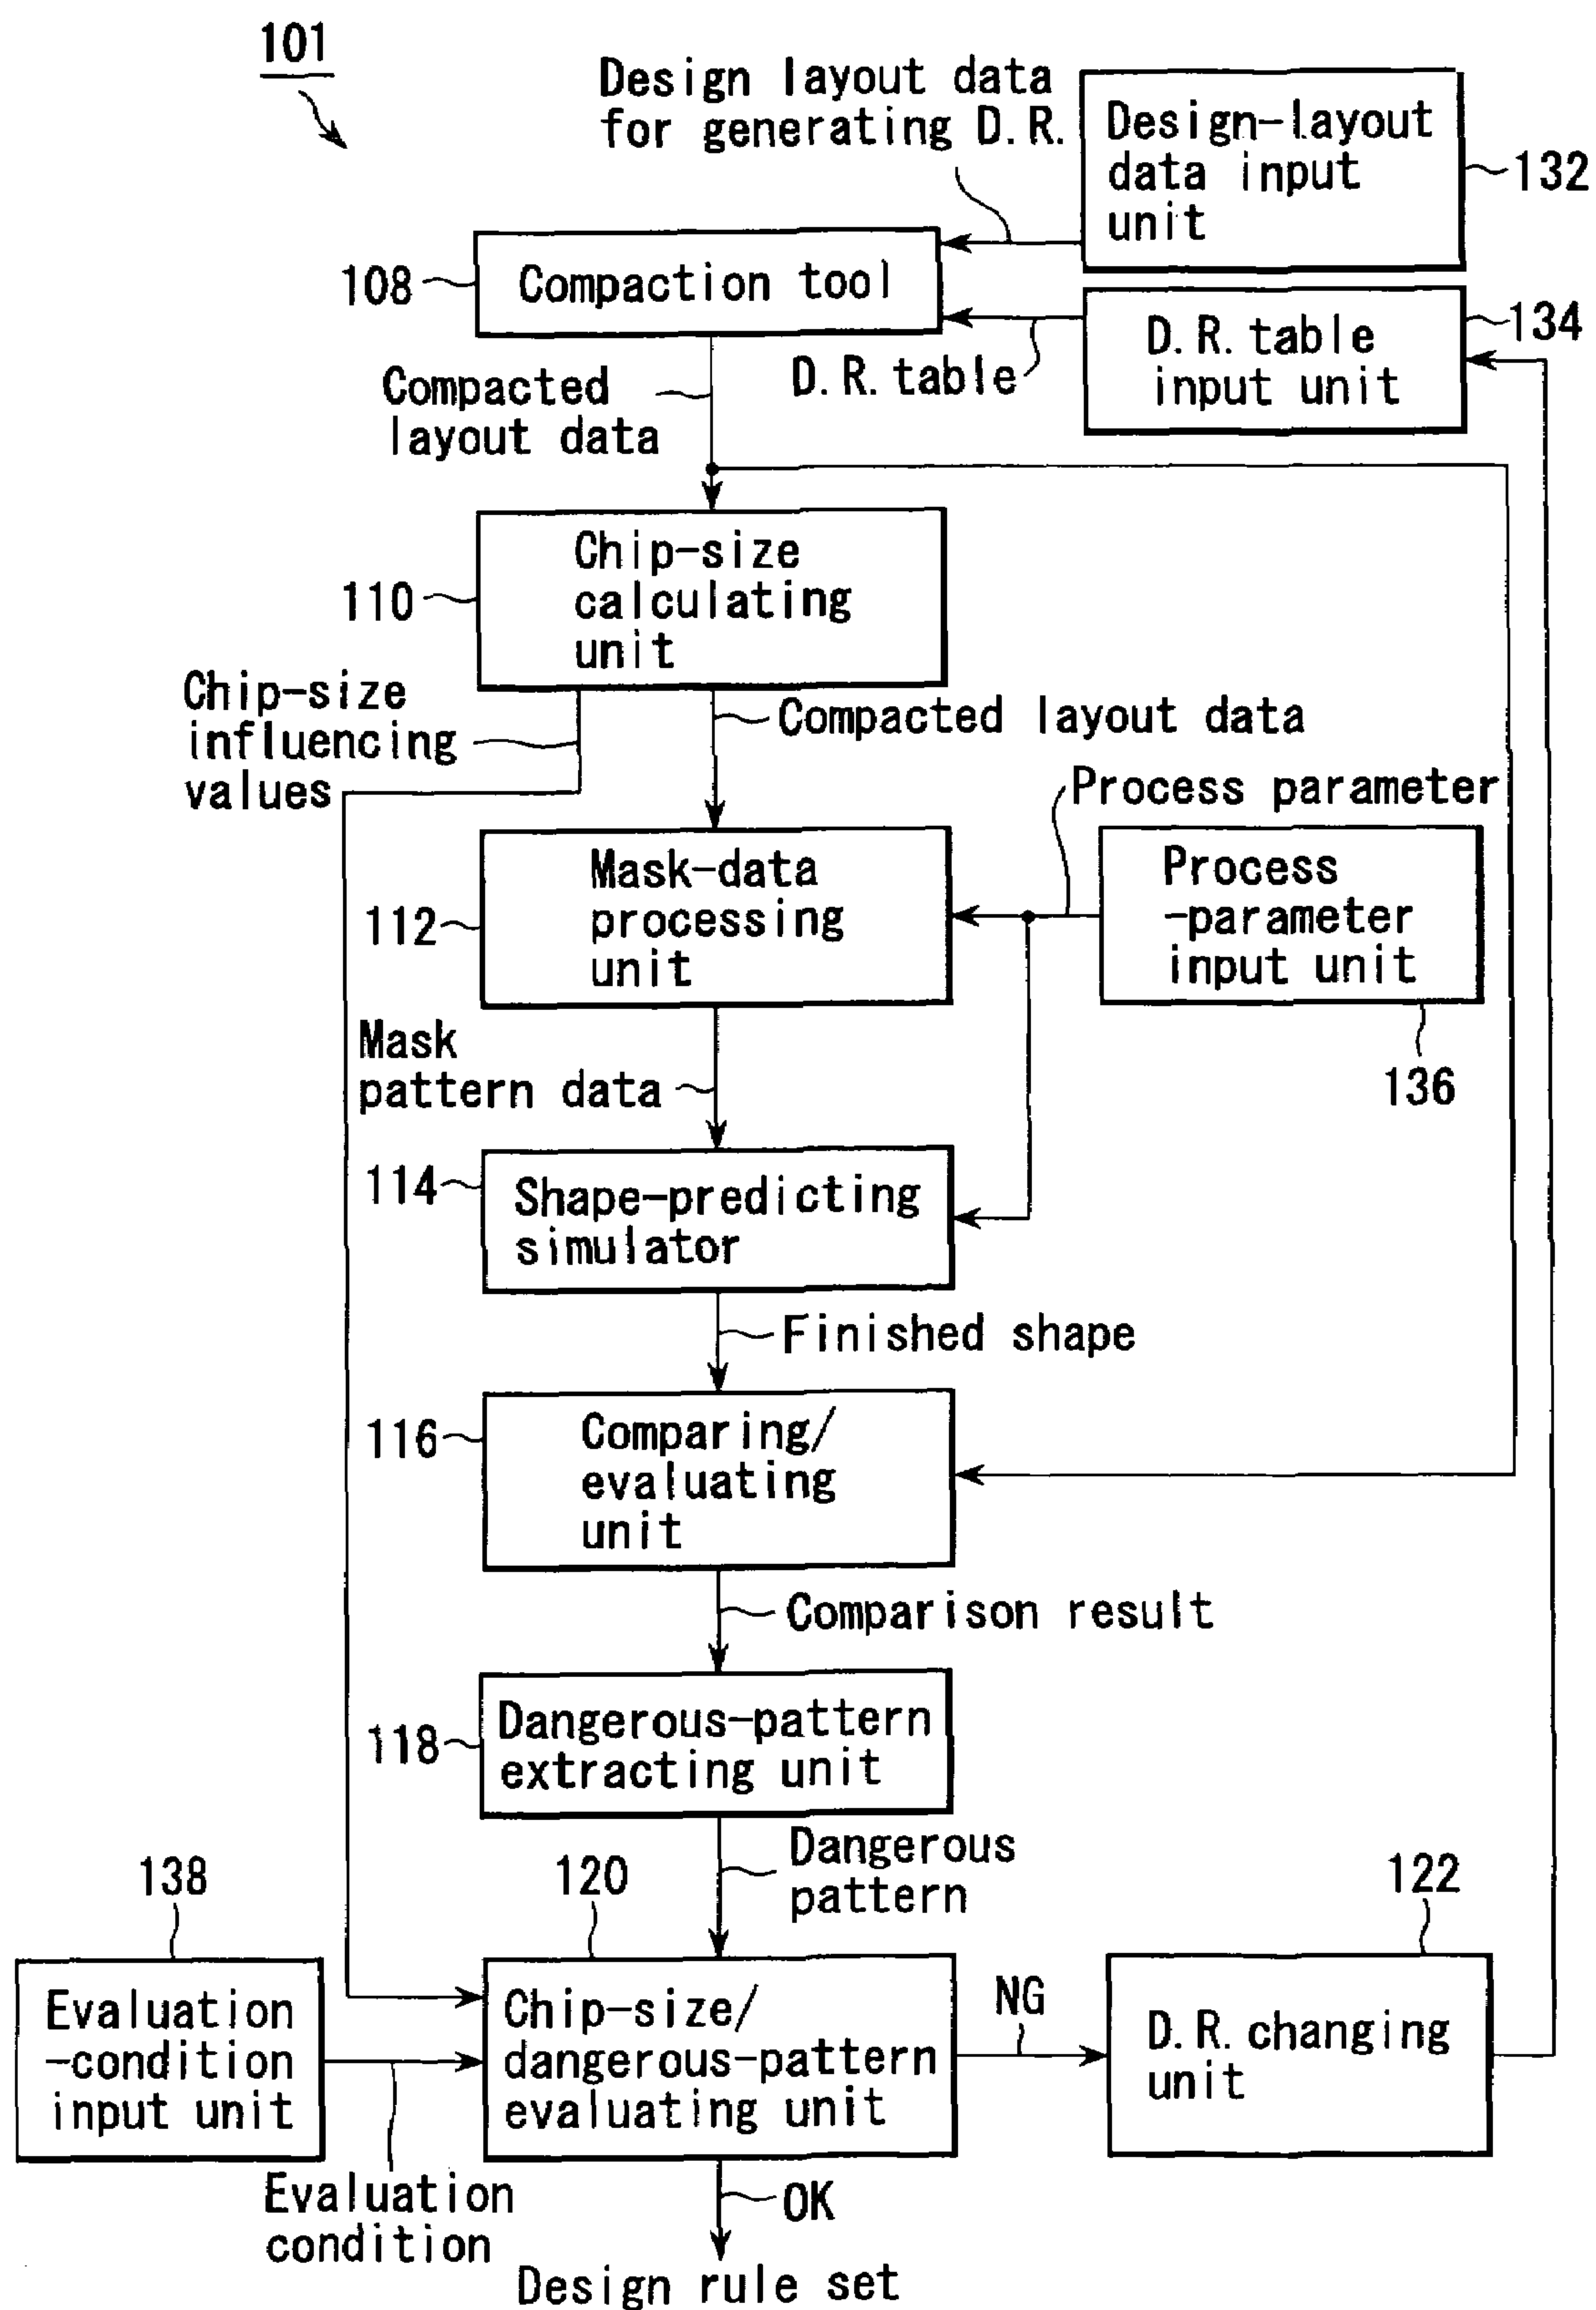 101
Design layout data
for generating D.R.
Design-layout
data input
unit
132
108
Compaction tool
D.R. table
input unit
134
D.R. table
Compacted
layout data
Chip-size
calculating
unit
110
Chip-size
influencing
values
Compacted layout data
Process parameter
Mask-data
processing
unit
112
Process
-parameter
input unit
136
Mask
pattern data
114
Shape-predicting
simulator
Finished shape
116
Comparing/
evaluating
unit
Comparison result
118
Dangerous-pattern
extracting unit
Dangerous
pattern
138
120
122
Evaluation
-condition
input unit
Chip-size/
dangerous-pattern
evaluating unit
NG
D.R. changing
unit
Evaluation
condition
OK
Design rule set